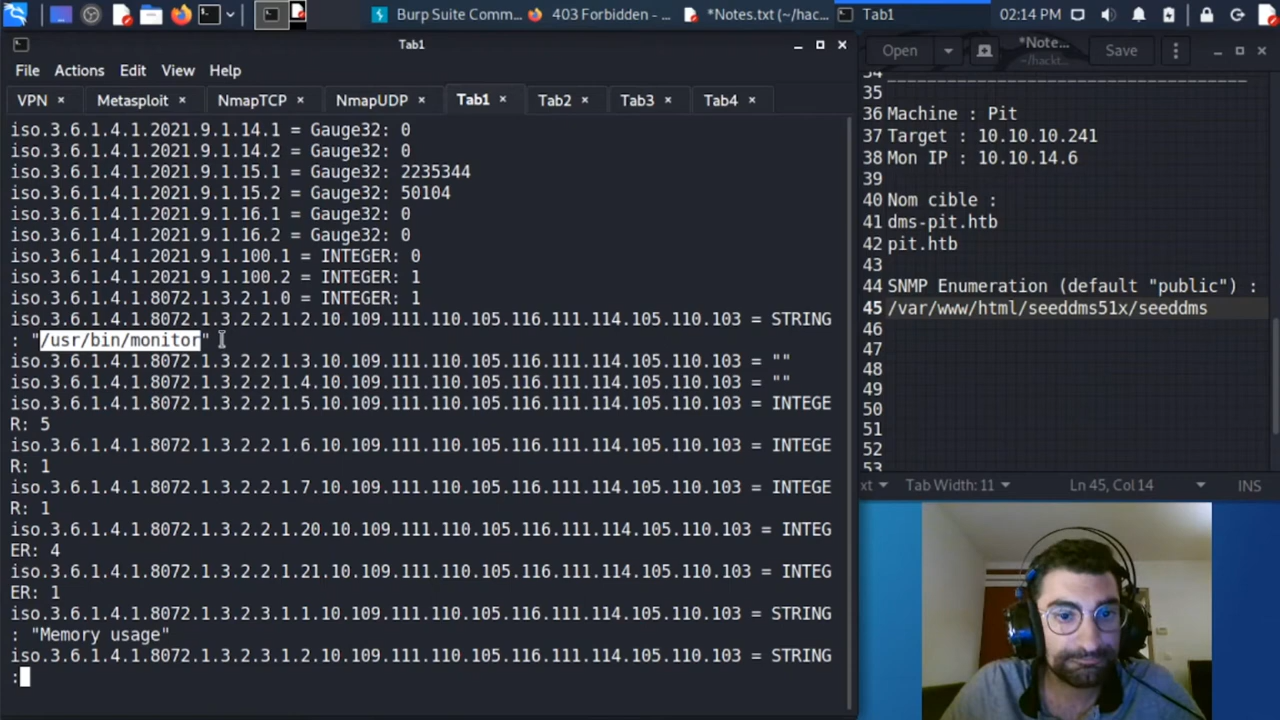 Burp Suite Comm...
403 Forbidden - ...
*Notes.txt (~/hac...
Tab1
02:14 PM
Tab1
File Actions Edit View Help
VPN × Metasploit × NmapTCP × NmapUDP × Tab1 × Tab2 × Tab3 × Tab4 ×
iso.3.6.1.4.1.2021.9.1.14.1 = Gauge32: 0
iso.3.6.1.4.1.2021.9.1.14.2 = Gauge32: 0
iso.3.6.1.4.1.2021.9.1.15.1 = Gauge32: 2235344
iso.3.6.1.4.1.2021.9.1.15.2 = Gauge32: 50104
iso.3.6.1.4.1.2021.9.1.16.1 = Gauge32: 0
iso.3.6.1.4.1.2021.9.1.16.2 = Gauge32: 0
iso.3.6.1.4.1.2021.9.1.100.1 = INTEGER: 0
iso.3.6.1.4.1.2021.9.1.100.2 = INTEGER: 1
iso.3.6.1.4.1.8072.1.3.2.1.0 = INTEGER: 1
iso.3.6.1.4.1.8072.1.3.2.2.1.2.10.109.111.110.105.116.111.114.105.110.103 = STRING
: "/usr/bin/monitor"
iso.3.6.1.4.1.8072.1.3.2.2.1.3.10.109.111.110.105.116.111.114.105.110.103 = ""
iso.3.6.1.4.1.8072.1.3.2.2.1.4.10.109.111.110.105.116.111.114.105.110.103 = ""
iso.3.6.1.4.1.8072.1.3.2.2.1.5.10.109.111.110.105.116.111.114.105.110.103 = INTEGE
R: 5
iso.3.6.1.4.1.8072.1.3.2.2.1.6.10.109.111.110.105.116.111.114.105.110.103 = INTEGE
R: 1
iso.3.6.1.4.1.8072.1.3.2.2.1.7.10.109.111.110.105.116.111.114.105.110.103 = INTEGE
R: 1
iso.3.6.1.4.1.8072.1.3.2.2.1.20.10.109.111.110.105.116.111.114.105.110.103 = INTEG
ER: 4
iso.3.6.1.4.1.8072.1.3.2.2.1.21.10.109.111.110.105.116.111.114.105.110.103 = INTEG
ER: 1
iso.3.6.1.4.1.8072.1.3.2.3.1.1.10.109.111.110.105.116.111.114.105.110.103 = STRING
: "Memory usage"
iso.3.6.1.4.1.8072.1.3.2.3.1.2.10.109.111.110.105.116.111.114.105.110.103 = STRING
:
Open
*Note...
~/hackt...
Save
34 ------------------------------------
35
36 Machine : Pit
37 Target : 10.10.10.241
38 Mon IP : 10.10.14.6
39
40 Nom cible :
41 dms-pit.htb
42 pit.htb
43
44 SNMP Enumeration (default "public") :
45 /var/www/html/seeddms51x/seeddms
46
47
48
49
50
51
52
53
xt Tab Width: 11 Ln 45, Col 14 INS